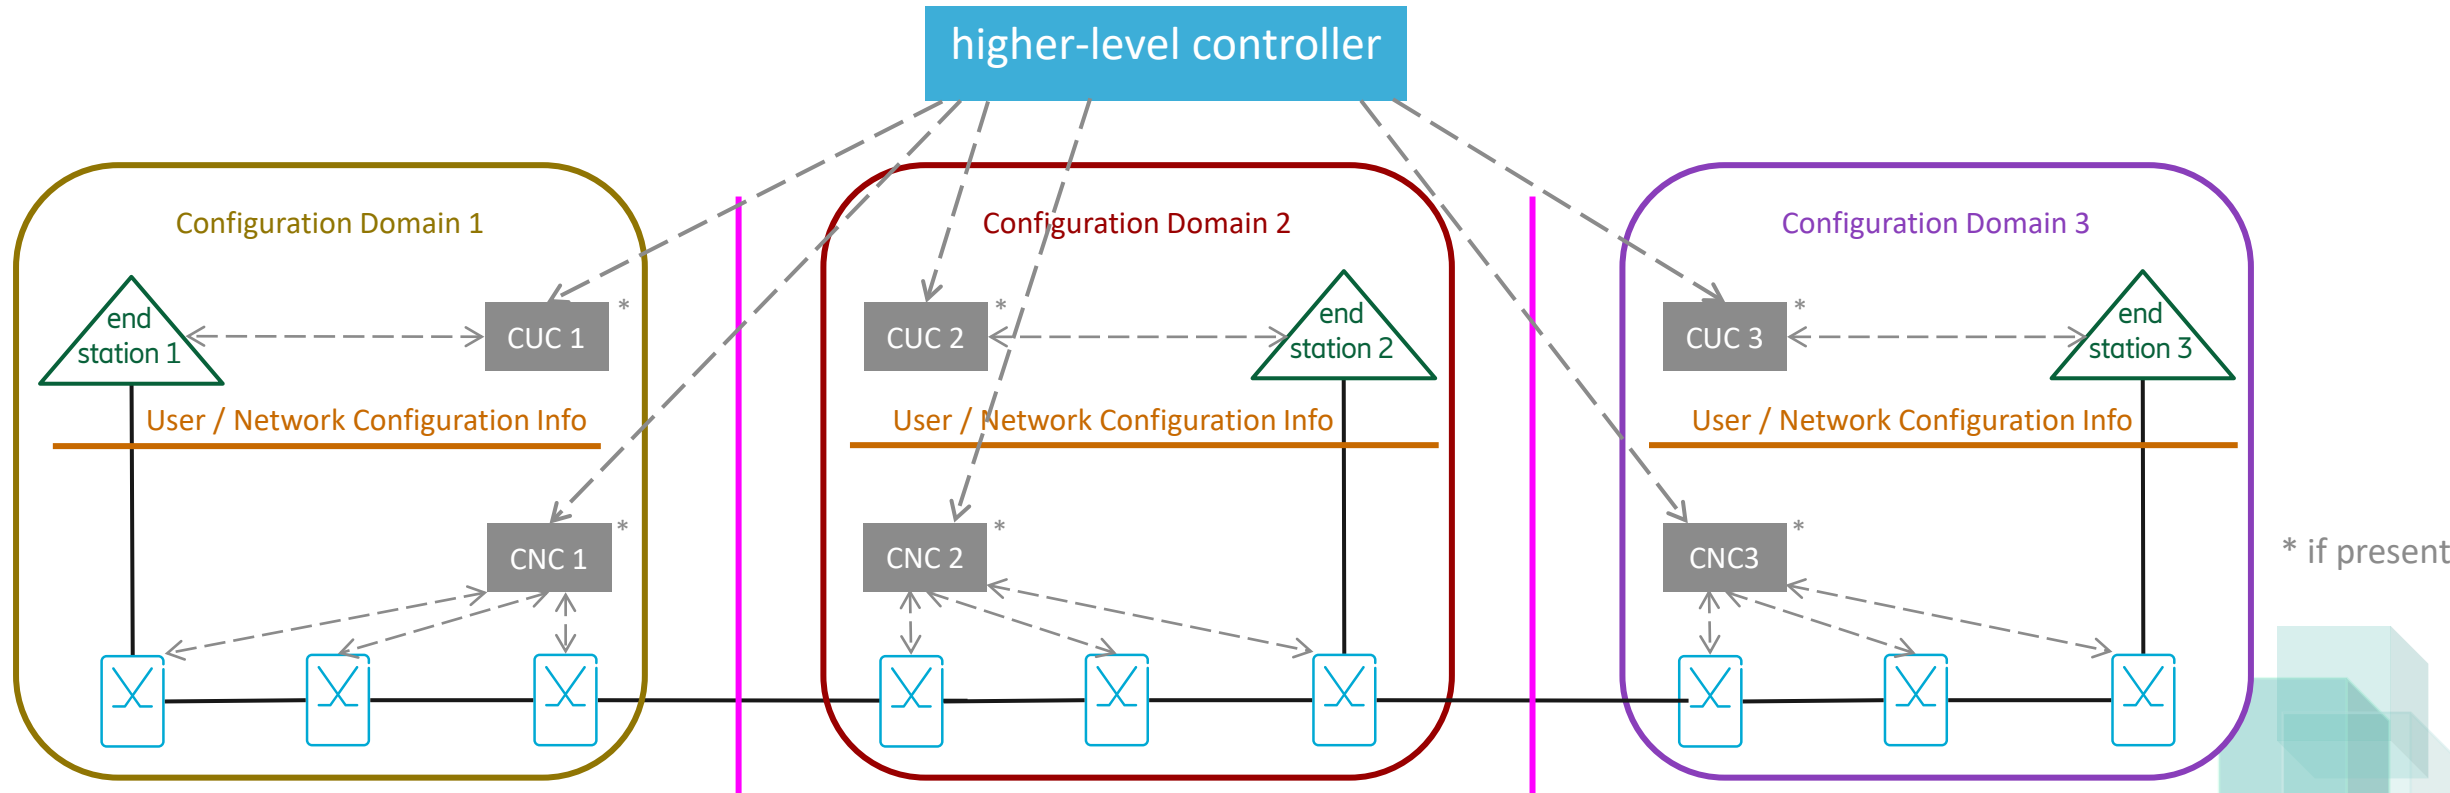 higher-level controller
Configuration Domain 1
Configuration Domain 2
Configuration Domain 3
end
station 1
CUC 1
*
CUC 2
*
end
station 2
CUC 3
*
end
station 3
User / Network Configuration Info
User / Network Configuration Info
User / Network Configuration Info
CNC 1
*
CNC 2
*
CNC3
*
* if present